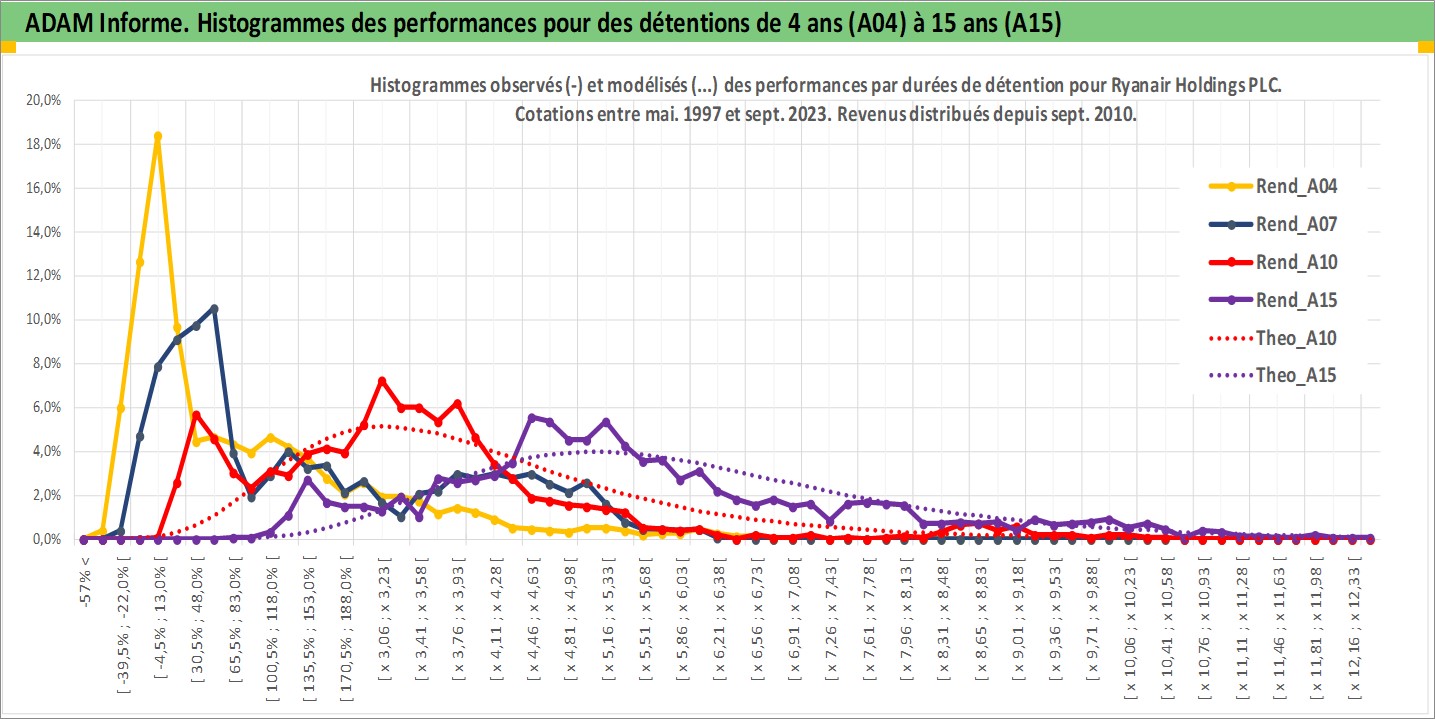 ADAM Informe. Histogrammes des performances pour des détentions de 4 ans (A04) à 15 ans (A15)
Histogrammes observés (-) et modélisés (...) des performances par durées de détention pour Ryanair Holdings PLC.
Cotations entre mai. 1997 et sept. 2023. Revenus distribués depuis sept. 2010.
20,0%
18,0%
16,0%
14,0%
12,0%
10,0%
8,0%
6,0%
4,0%
2,0%
0,0%
Rend_A04
Rend_A07
Rend_A10
Rend_A15
Theo_A10
Theo_A15
-57% <
[ -39,5% ; -22,0% [
[ -4,5% ; 13,0% [
[ 30,5% ; 48,0% [
[ 65,5% ; 83,0% [
[ 100,5% ; 118,0% [
[ 135,5% ; 153,0% [
[ 170,5% ; 188,0% [
[ x 3,06 ; x 3,23 [
[ x 3,41 ; x 3,58 [
[ x 3,76 ; x 3,93 [
[ x 4,11 ; x 4,28 [
[ x 4,46 ; x 4,63 [
[ x 4,81 ; x 4,98 [
[ x 5,16 ; x 5,33 [
[ x 5,51 ; x 5,68 [
[ x 5,86 ; x 6,03 [
[ x 6,21 ; x 6,38 [
[ x 6,56 ; x 6,73 [
[ x 6,91 ; x 7,08 [
[ x 7,26 ; x 7,43 [
[ x 7,61 ; x 7,78 [
[ x 7,96 ; x 8,13 [
[ x 8,31 ; x 8,48 [
[ x 8,65 ; x 8,83 [
[ x 9,01 ; x 9,18 [
[ x 9,36 ; x 9,53 [
[ x 9,71 ; x 9,88 [
[ x 10,06 ; x 10,23 [
[ x 10,41 ; x 10,58 [
[ x 10,76 ; x 10,93 [
[ x 11,11 ; x 11,28 [
[ x 11,46 ; x 11,63 [
[ x 11,81 ; x 11,98 [
[ x 12,16 ; x 12,33 [